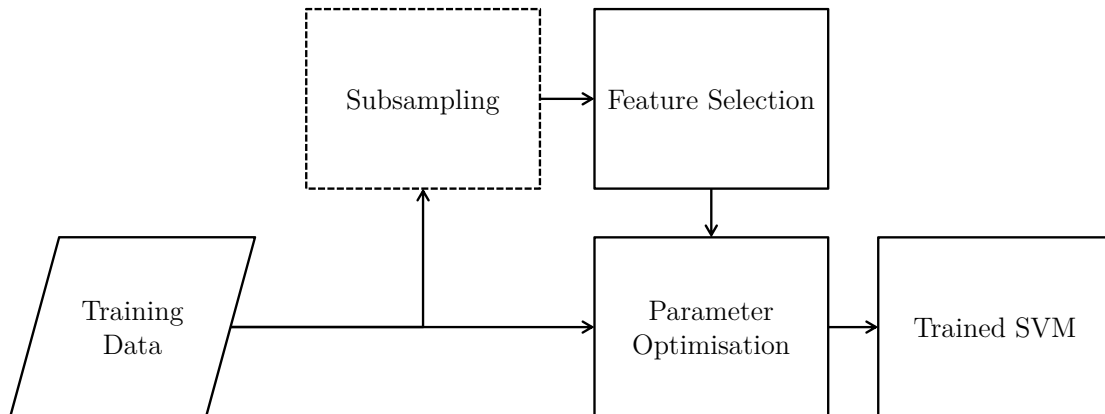 Subsampling
Feature Selection
Training
Data
Parameter
Optimisation
Trained SVM